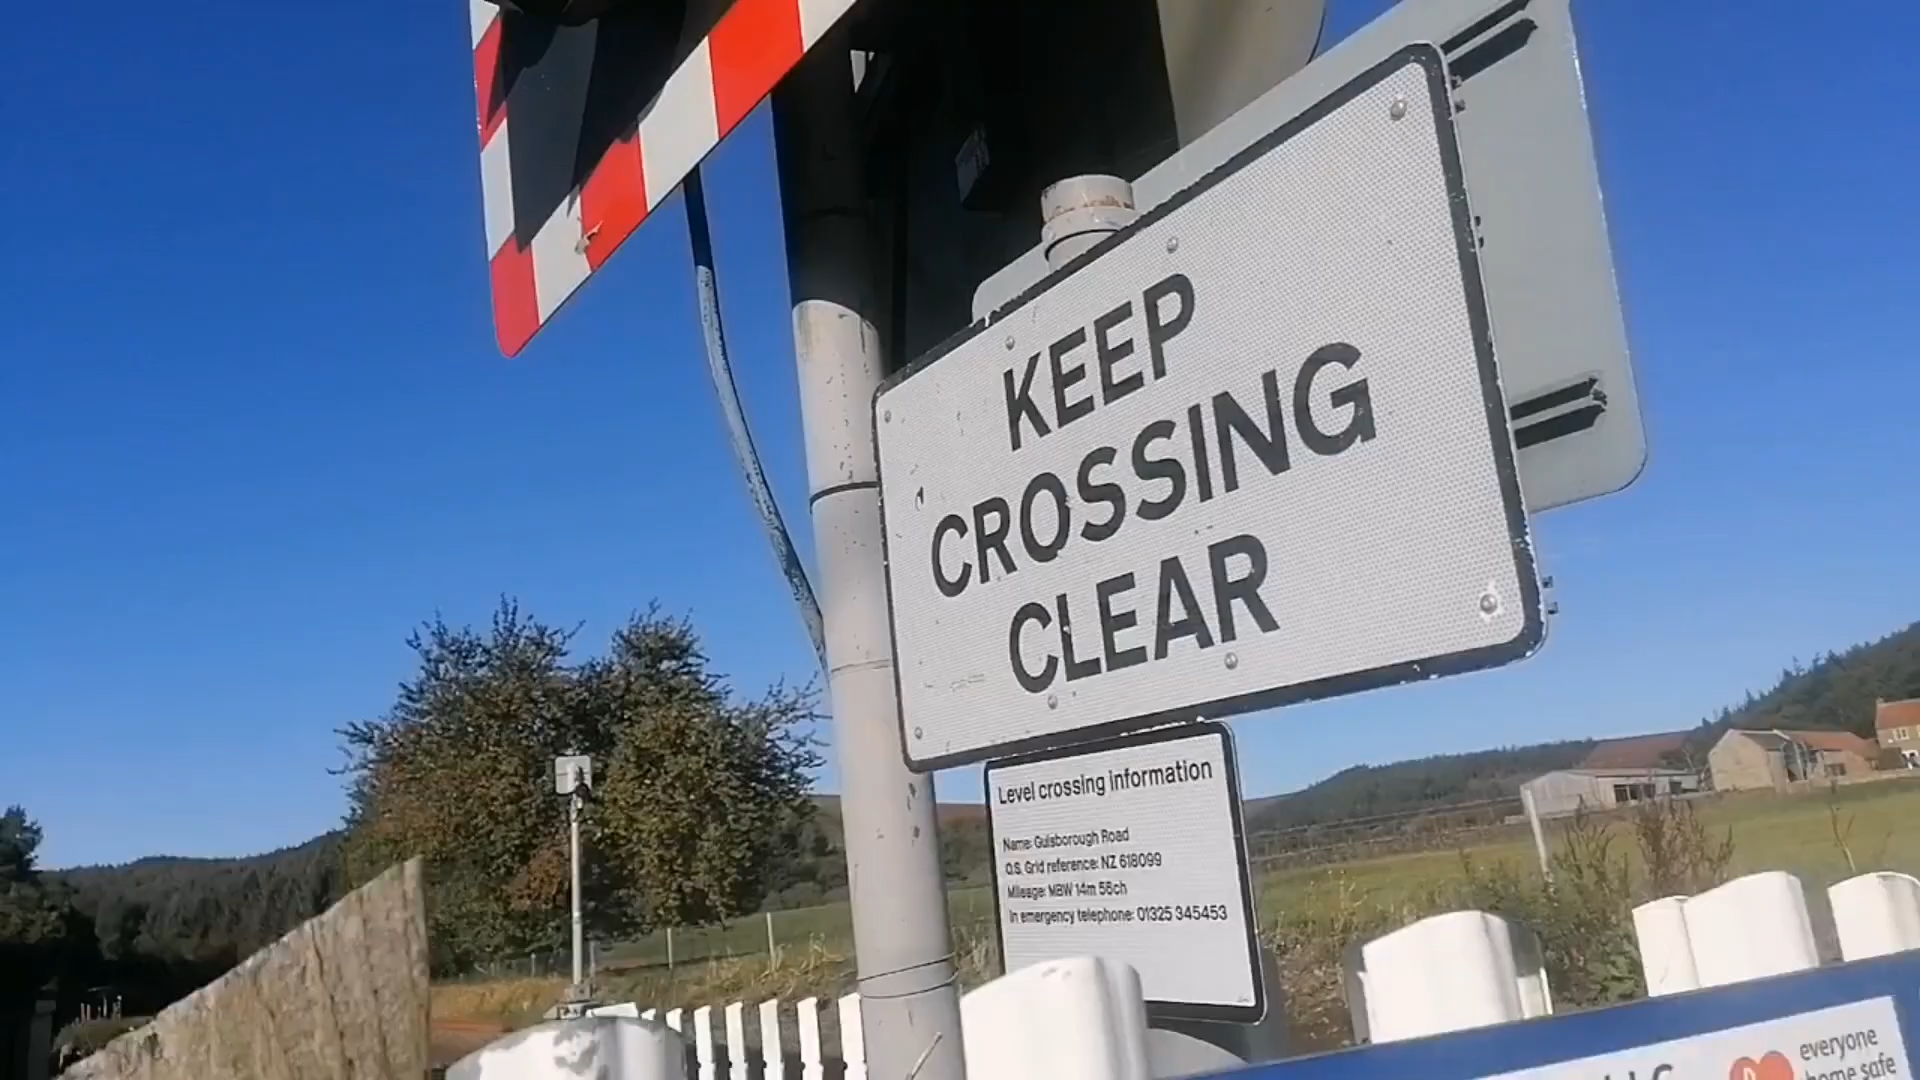 KEEP
CROSSING
CLEAR
Level crossing information
Name: Guisborough Road
O.S. Grid reference: NZ 618099
Mileage: MBW 14m 56ch
In emergency telephone: 01325 345453
everyone
home safe